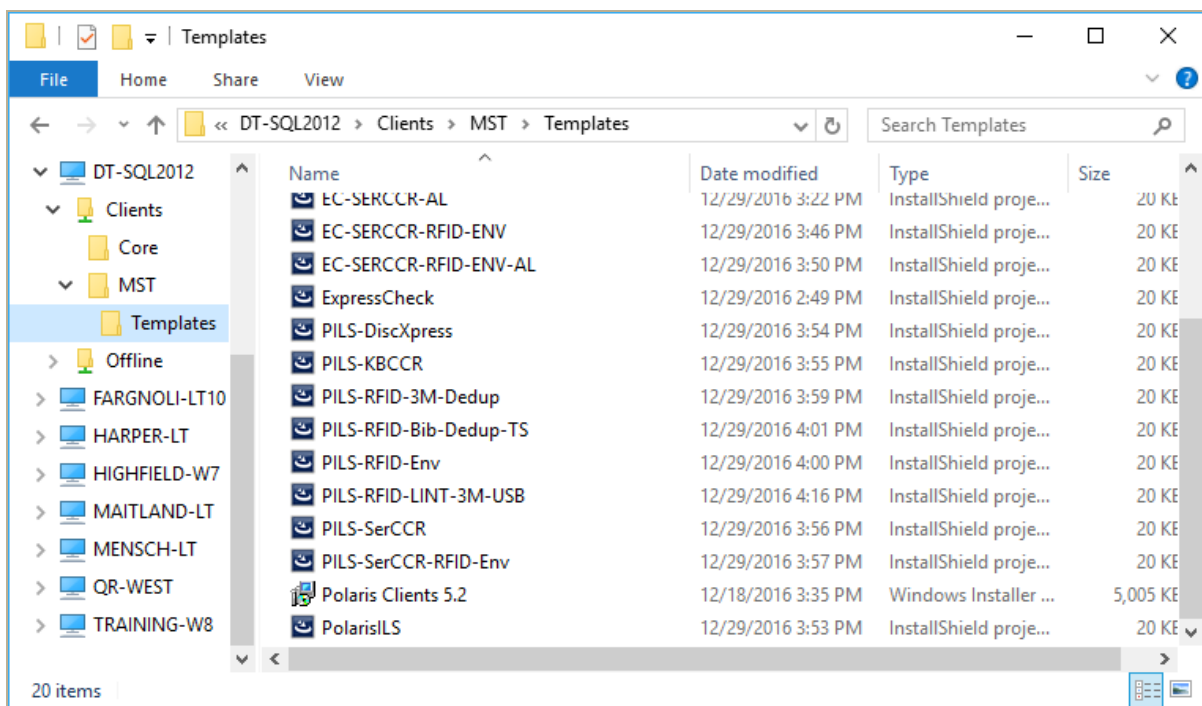 Templates
File Home Share View ?
« DT-SQL2012 > Clients > MST > Templates Search Templates
DT-SQL2012
Clients
Core
MST
Templates
Offline
FARGNOLI-LT10
HARPER-LT
HIGHFIELD-W7
MAITLAND-LT
MENSCH-LT
QR-WEST
TRAINING-W8
Name Date modified Type Size
EC-SERCCR-AL 12/29/2016 3:22 PM InstallShield proje... 20 KB
EC-SERCCR-RFID-ENV 12/29/2016 3:46 PM InstallShield proje... 20 KB
EC-SERCCR-RFID-ENV-AL 12/29/2016 3:50 PM InstallShield proje... 20 KB
ExpressCheck 12/29/2016 2:49 PM InstallShield proje... 20 KB
PILS-DiscXpress 12/29/2016 3:54 PM InstallShield proje... 20 KB
PILS-KBCCR 12/29/2016 3:55 PM InstallShield proje... 20 KB
PILS-RFID-3M-Dedup 12/29/2016 3:59 PM InstallShield proje... 20 KB
PILS-RFID-Bib-Dedup-TS 12/29/2016 4:01 PM InstallShield proje... 20 KB
PILS-RFID-Env 12/29/2016 4:00 PM InstallShield proje... 20 KB
PILS-RFID-LINT-3M-USB 12/29/2016 4:16 PM InstallShield proje... 20 KB
PILS-SerCCR 12/29/2016 3:56 PM InstallShield proje... 20 KB
PILS-SerCCR-RFID-Env 12/29/2016 3:57 PM InstallShield proje... 20 KB
Polaris Clients 5.2 12/18/2016 3:35 PM Windows Installer ... 5,005 KB
PolarisILS 12/29/2016 3:53 PM InstallShield proje... 20 KB
20 items